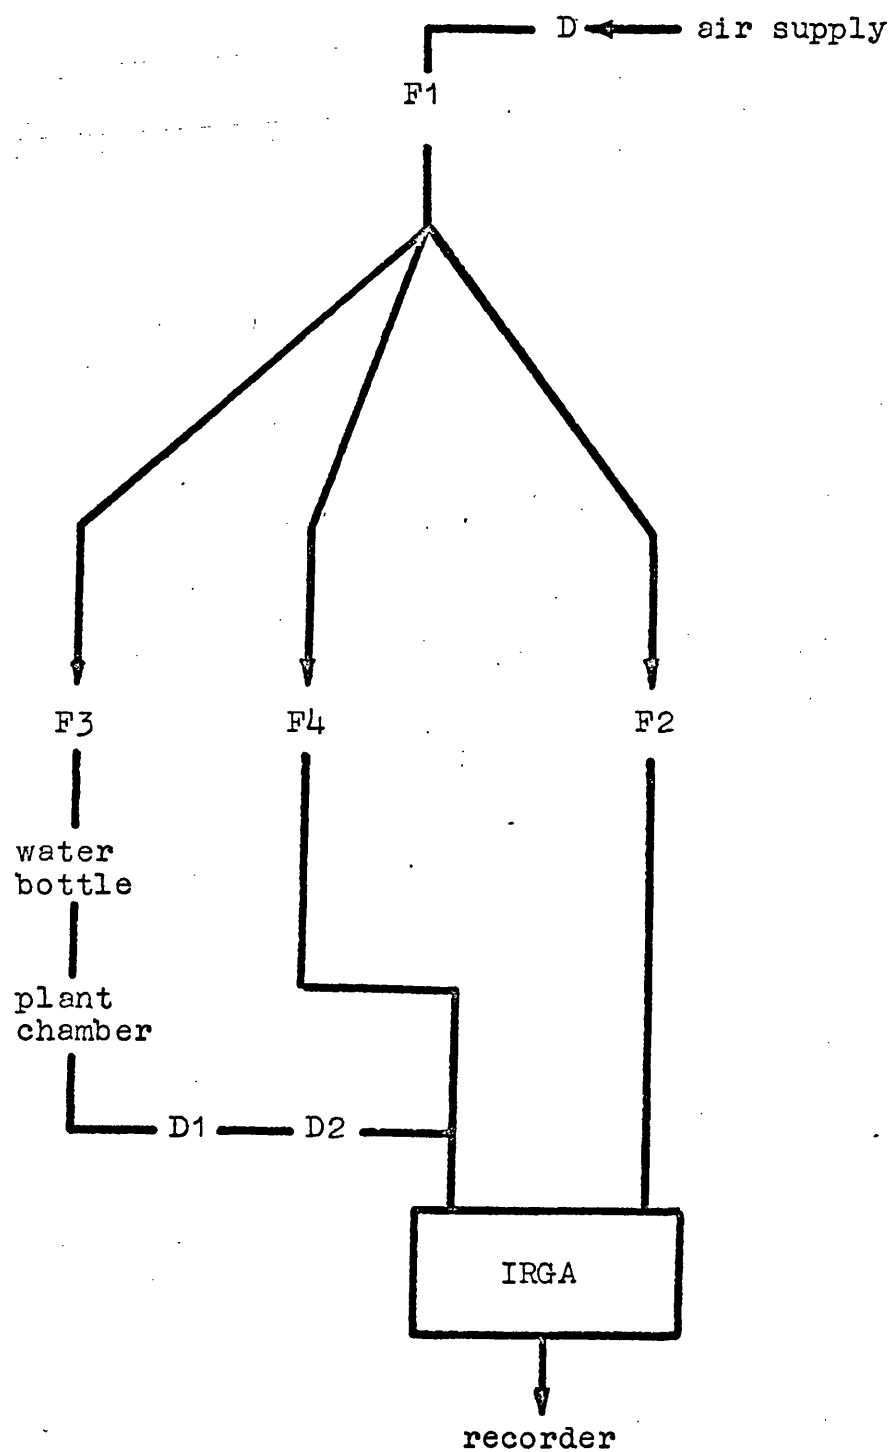 D air supply
F1
F3 F4 F2
water
bottle
plant
chamber
D1 D2
IRGA
recorder